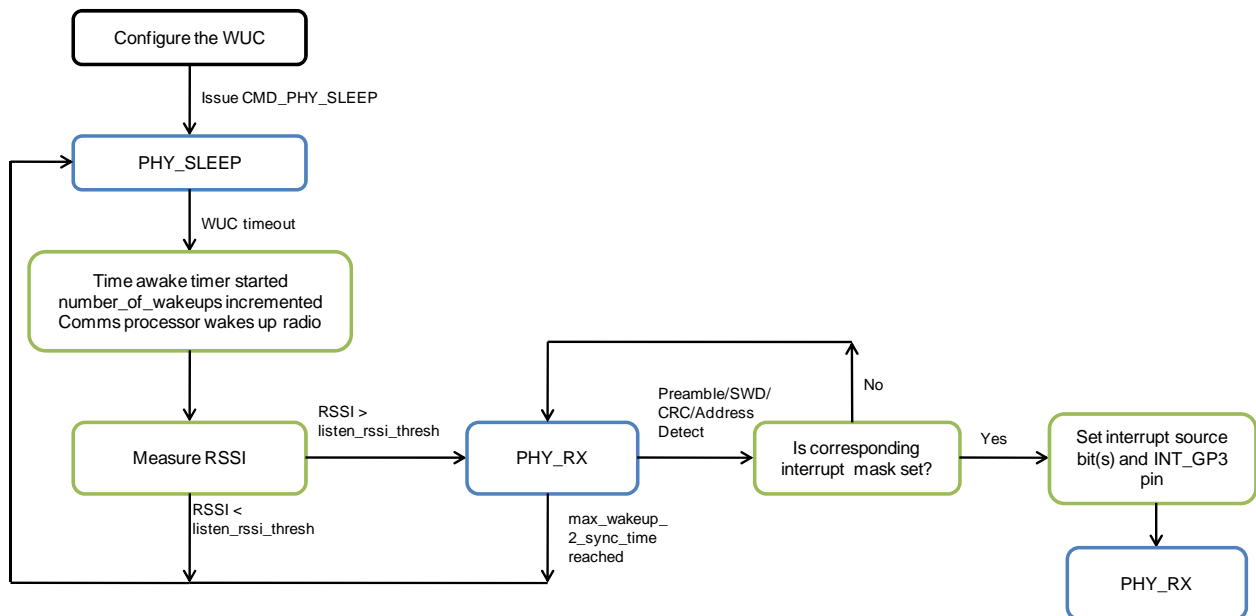 Configure the WUC
Issue CMD_PHY_SLEEP
PHY_SLEEP
WUC timeout
Time awake timer started
number_of_wakeups incremented
Comms processor wakes up radio
Measure RSSI
RSSI >
listen_rssi_thresh
RSSI <
listen_rssi_thresh
PHY_RX
max_wakeup_
2_sync_time
reached
Preamble/SWD/
CRC/Address
Detect
No
Is corresponding
interrupt mask set?
Yes
Set interrupt source
bit(s) and INT_GP3
pin
PHY_RX